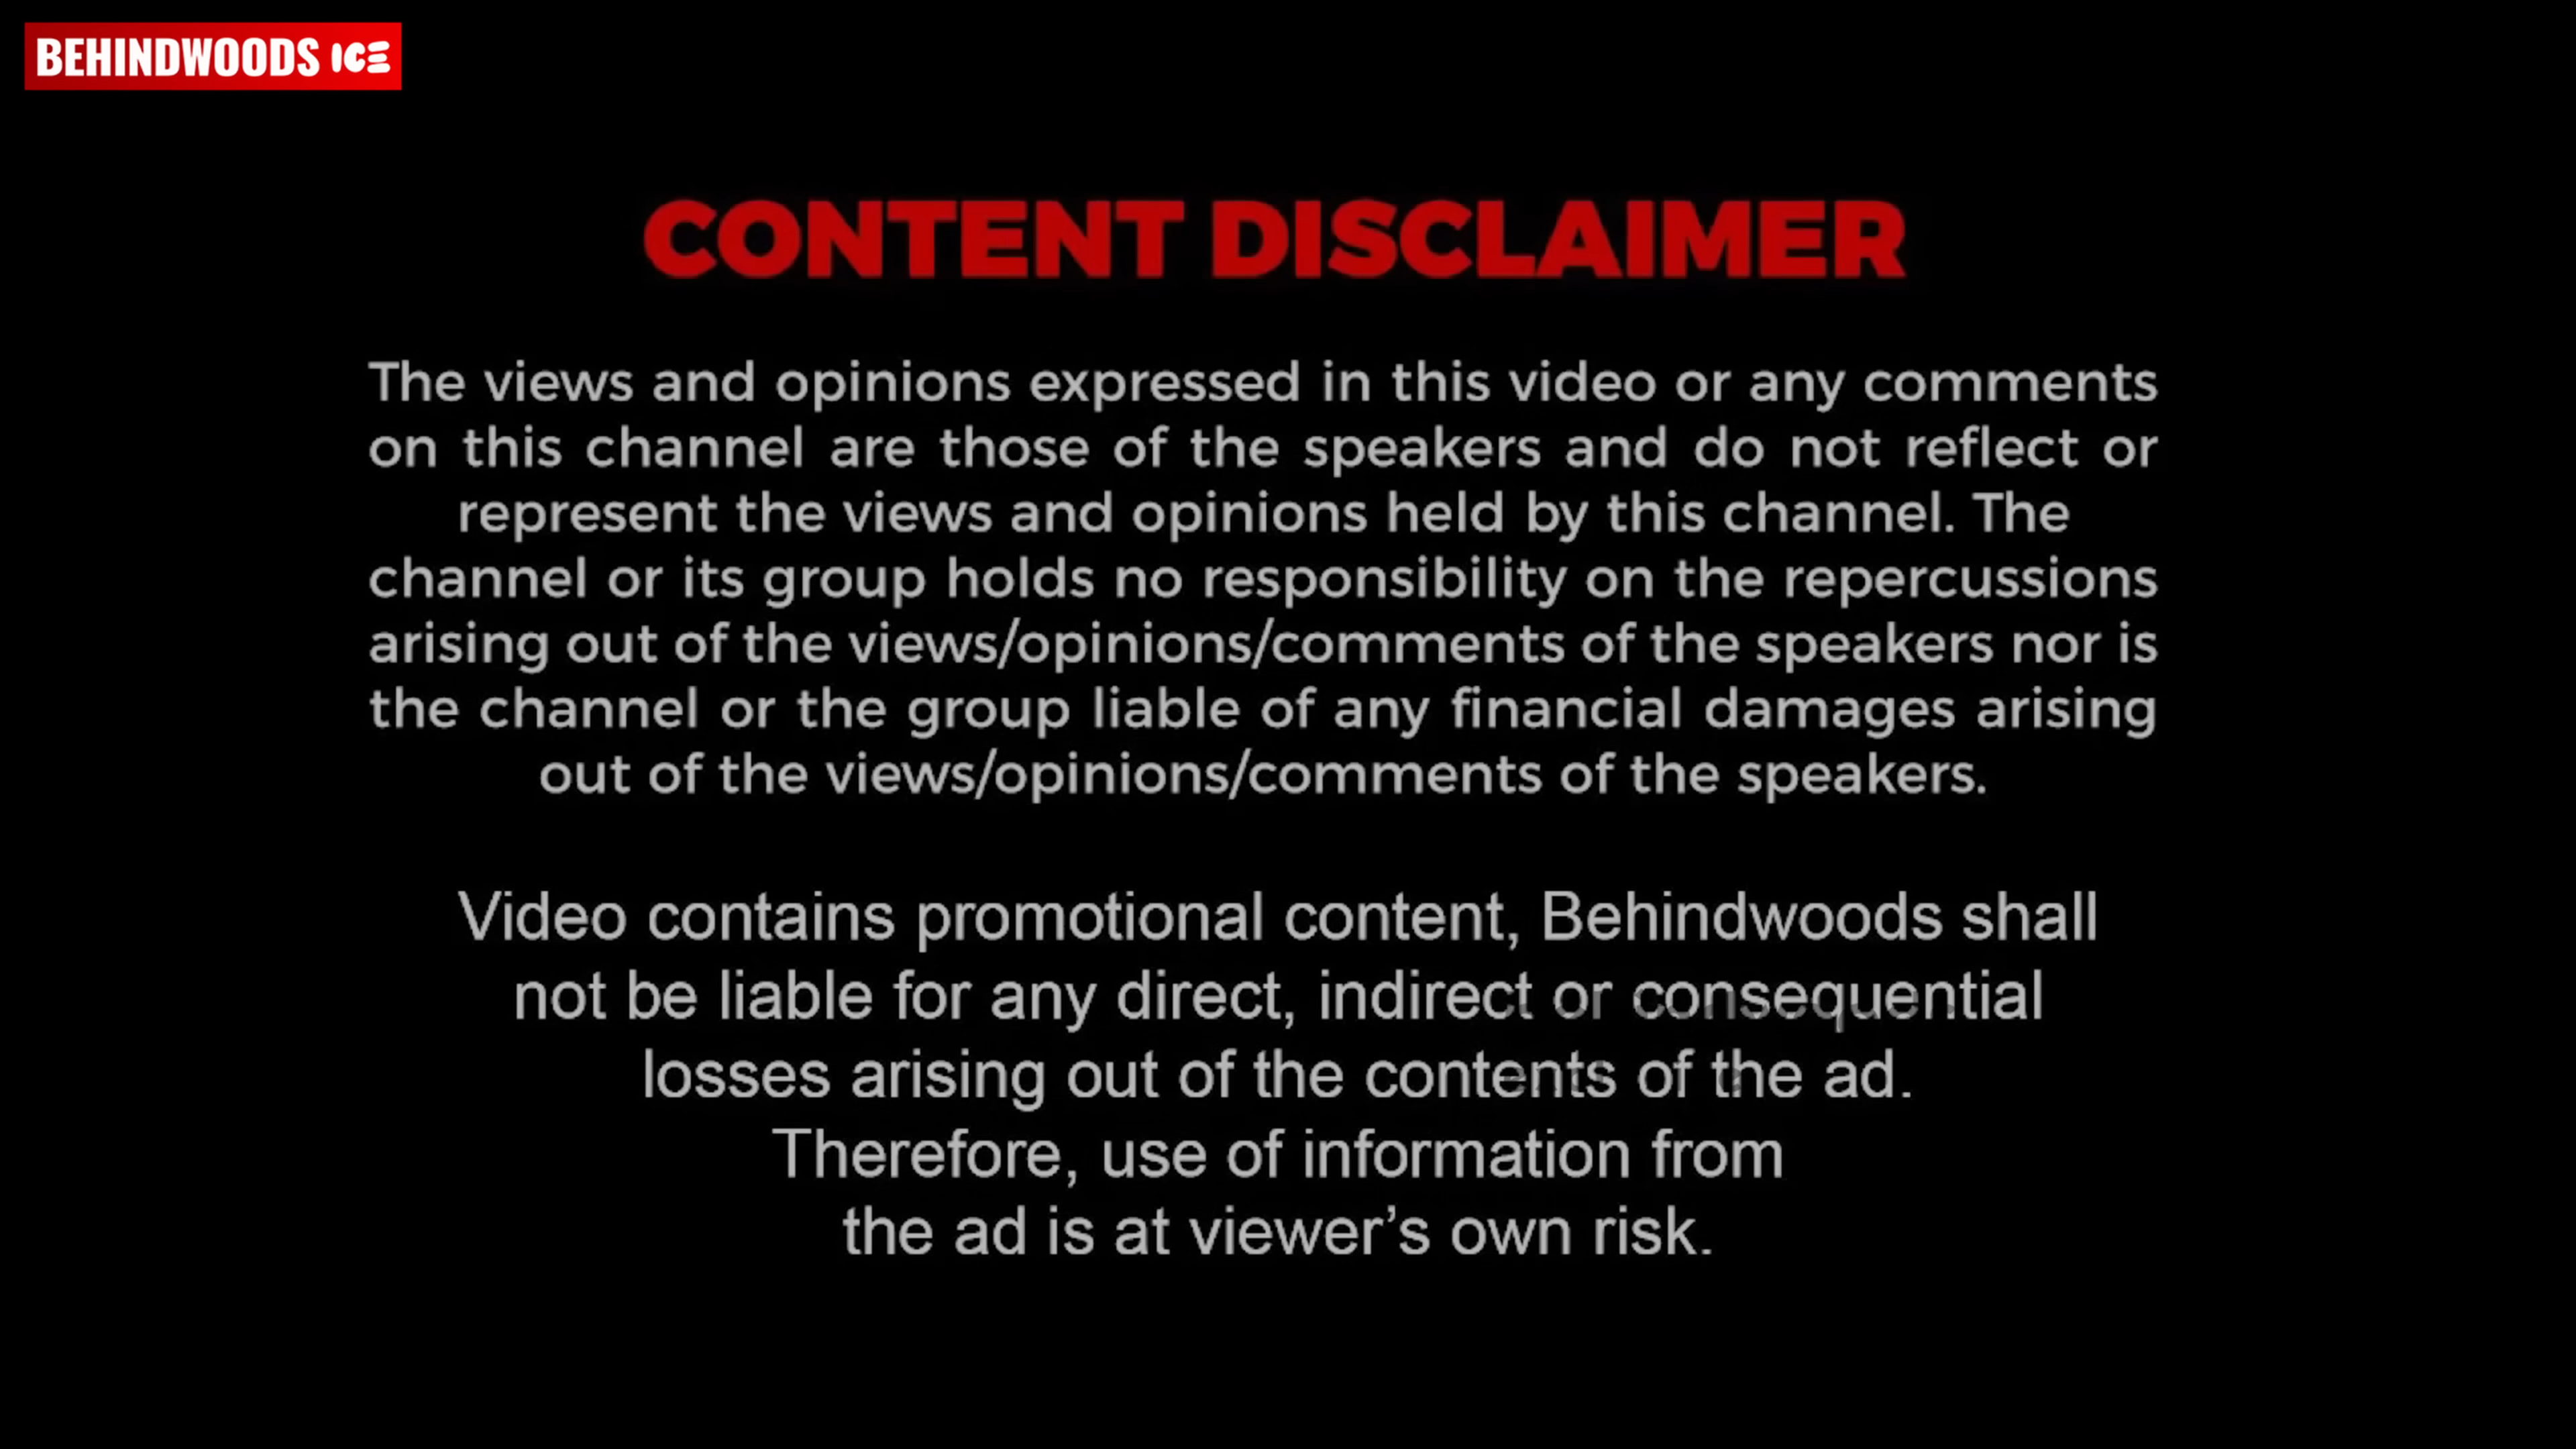 BEHINDWOODS ICE
CONTENT DISCLAIMER
The views and opinions expressed in this video or any comments
on this channel are those of the speakers and do not reflect or
represent the views and opinions held by this channel. The
channel or its group holds no responsibility on the repercussions
arising out of the views/opinions/comments of the speakers nor is
the channel or the group liable of any financial damages arising
out of the views/opinions/comments of the speakers.
Video contains promotional content, Behindwoods shall
not be liable for any direct, indirect or consequential
losses arising out of the contents of the ad.
Therefore, use of information from
the ad is at viewer’s own risk.